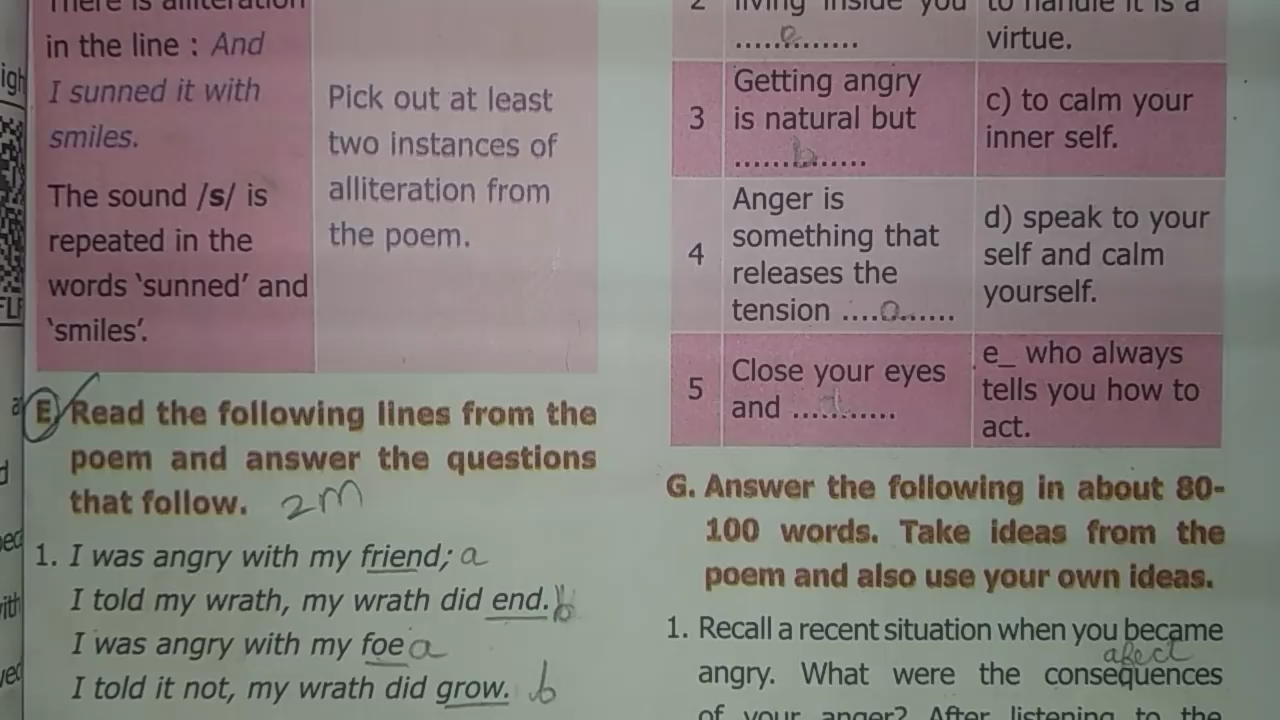 There is alliteration
in the line : And
I sunned it with
smiles.
The sound /s/ is
repeated in the
words ‘sunned’ and
‘smiles’.
Pick out at least
two instances of
alliteration from
the poem.
E) Read the following lines from the
poem and answer the questions
that follow. 2m
1. I was angry with my friend; a
I told my wrath, my wrath did end. b
I was angry with my foe a
I told it not, my wrath did grow. b
2 living inside you
.............. e
to handle it is a
virtue.
3 Getting angry
is natural but
.............. b
c) to calm your
inner self.
4 Anger is
something that
releases the
tension ....a.......
d) speak to your
self and calm
yourself.
5 Close your eyes
and ....d.......
e_ who always
tells you how to
act.
G. Answer the following in about 80-
100 words. Take ideas from the
poem and also use your own ideas.
1. Recall a recent situation when you became
afect
angry. What were the consequences
of your anger? After listening to the